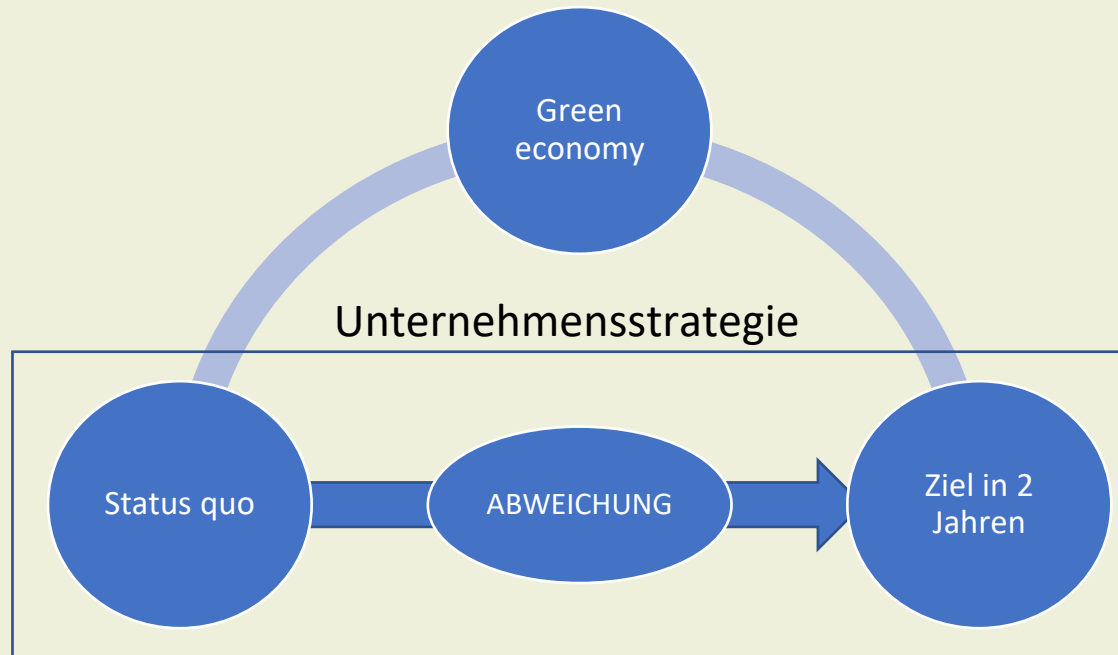 Green
economy
Unternehmensstrategie
Status quo
ABWEICHUNG
Ziel in 2
Jahren